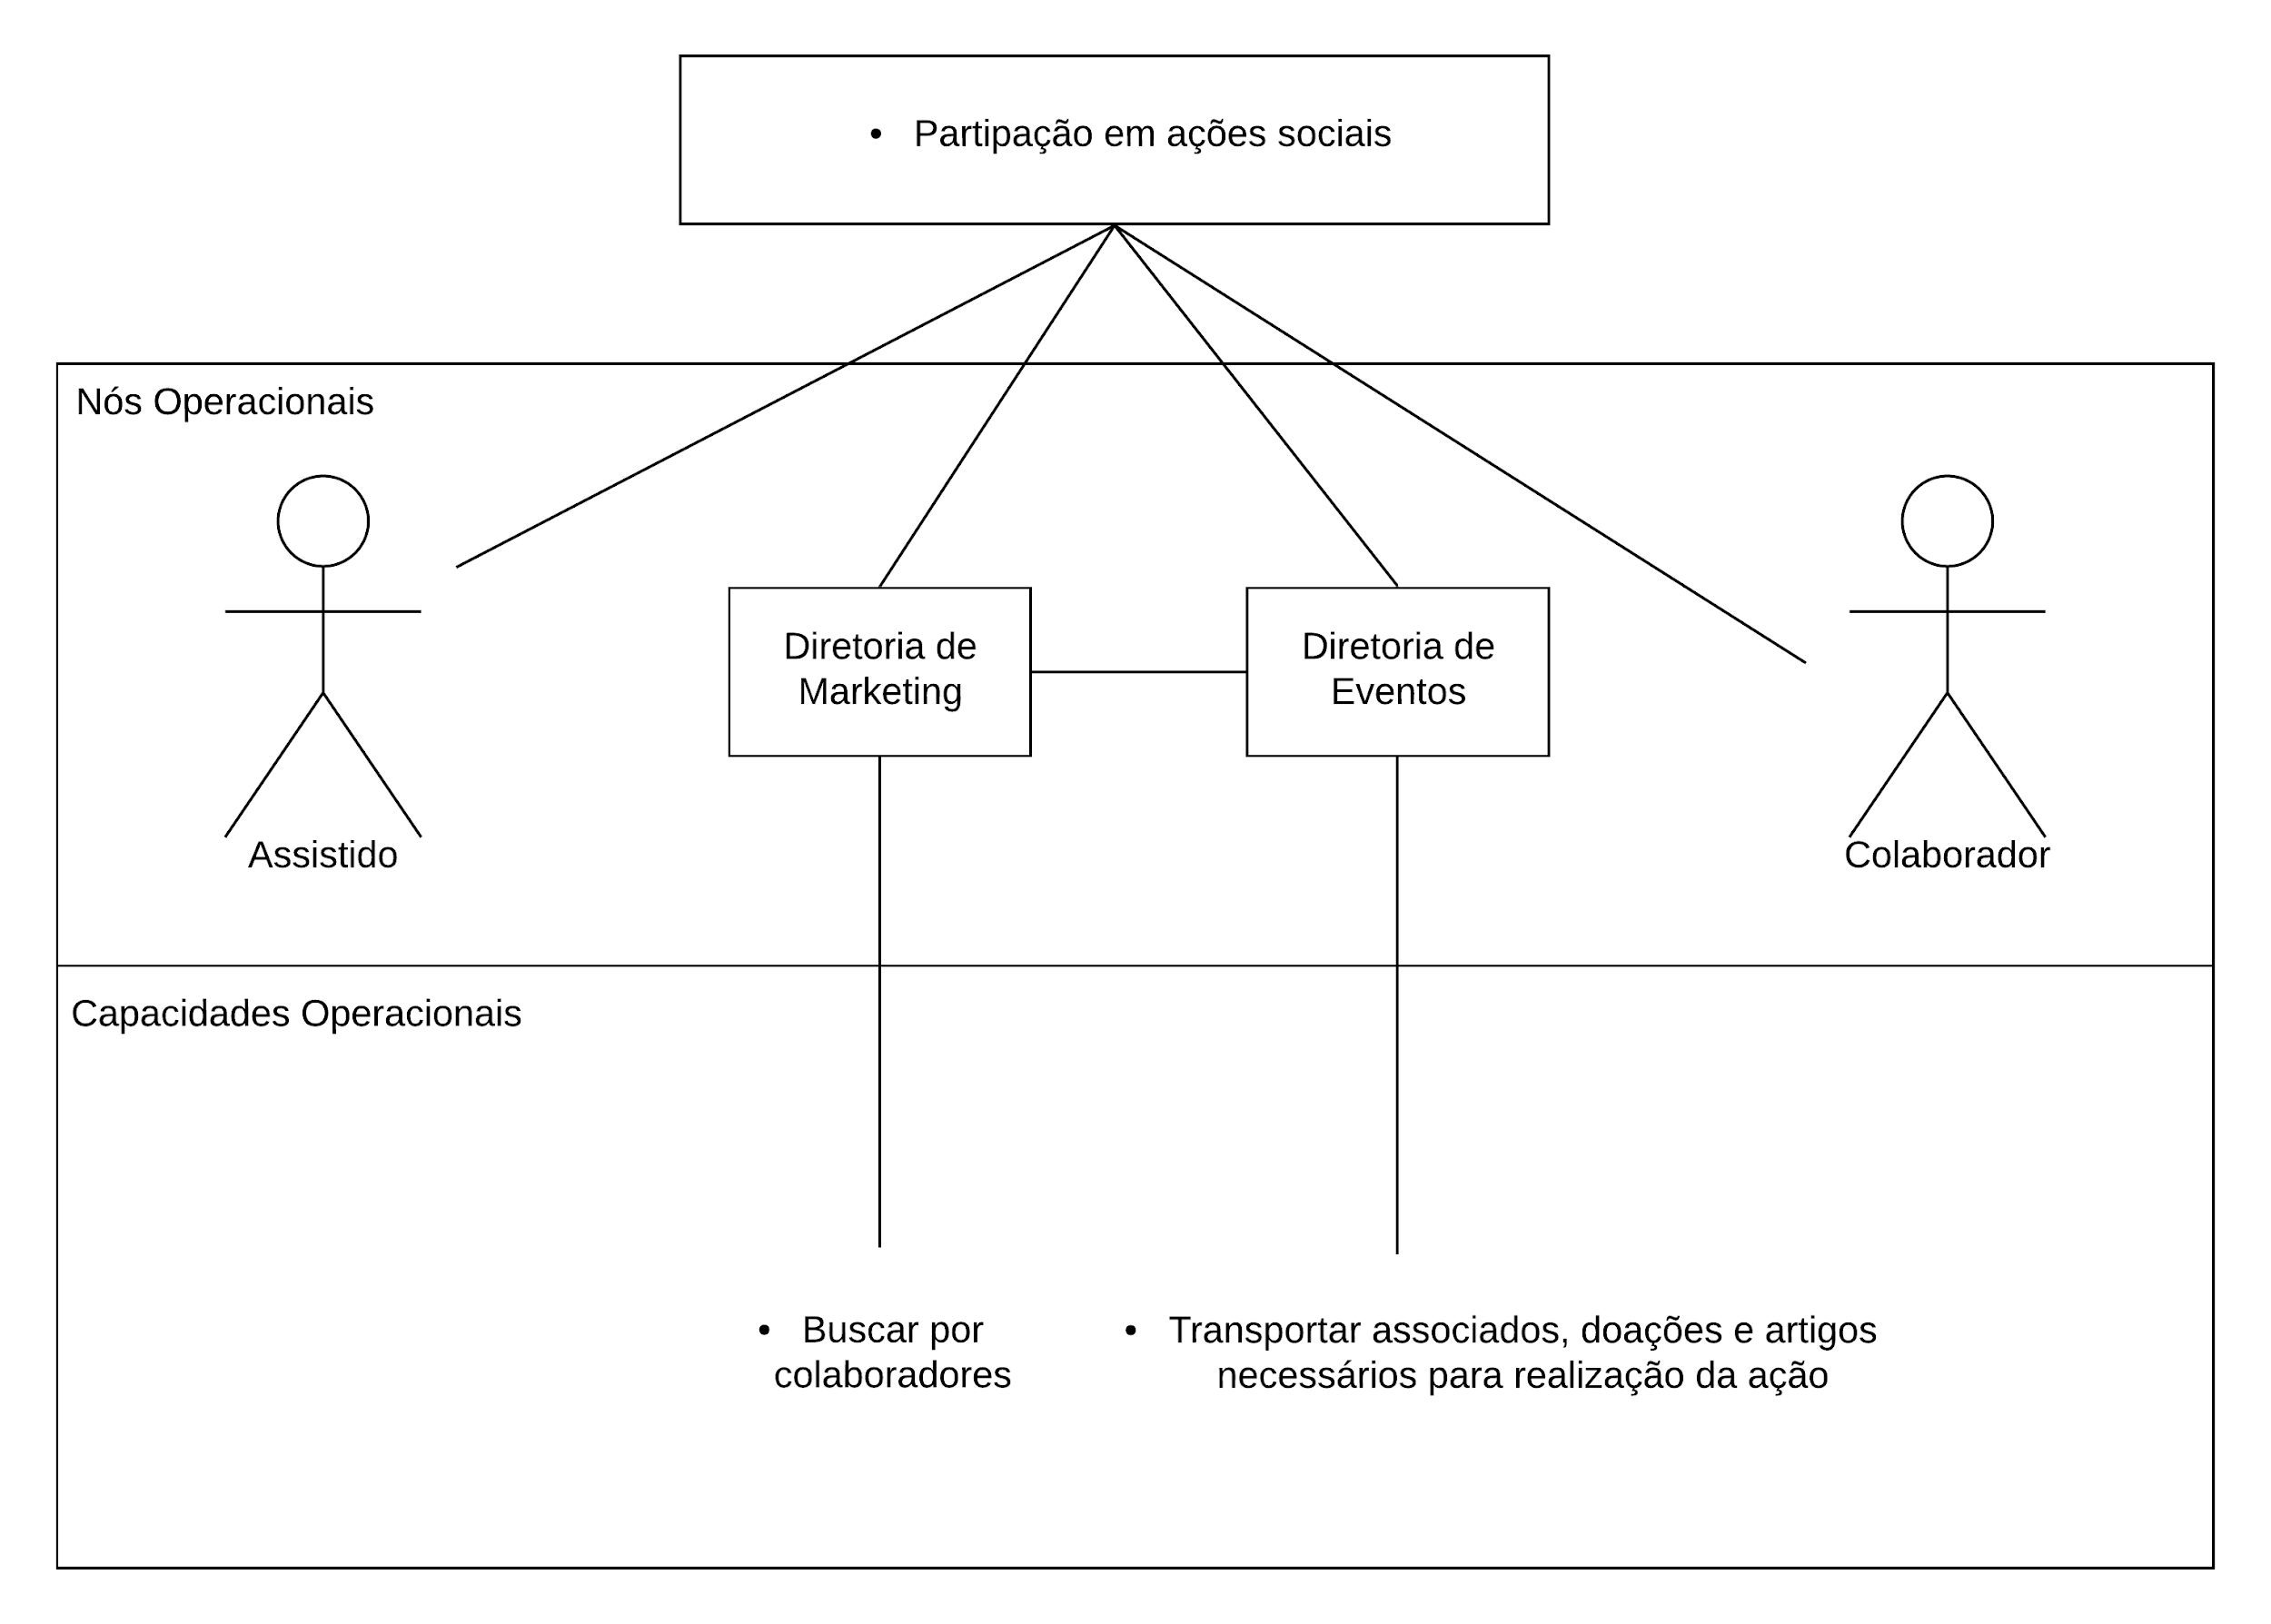 • Partipação em ações sociais
Nós Operacionais
Diretoria de
Marketing
Diretoria de
Eventos
Assistido
Colaborador
Capacidades Operacionais
• Buscar por
colaboradores
• Transportar associados, doações e artigos
necessários para realização da ação